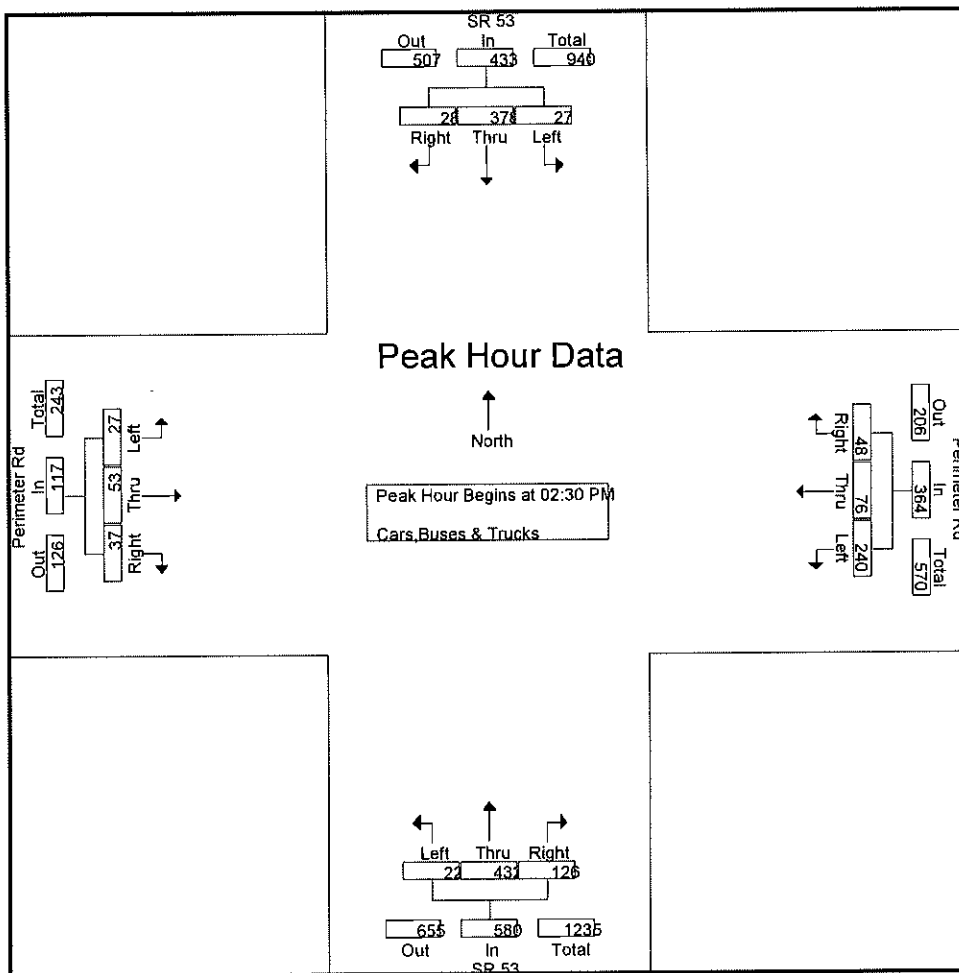 SR 53
Out In Total
507 433 940
28 378 27
Right Thru Left
Peak Hour Data
North
Peak Hour Begins at 02:30 PM
Cars,Buses & Trucks
Perimeter Rd
Out In Total
126 117 243
27 53 37
Left Thru Right
Perimeter Rd
Out In Total
206 364 570
48 76 240
Right Thru Left
Left Thru Right
22 432 126
655 580 1235
Out In Total
SR 53